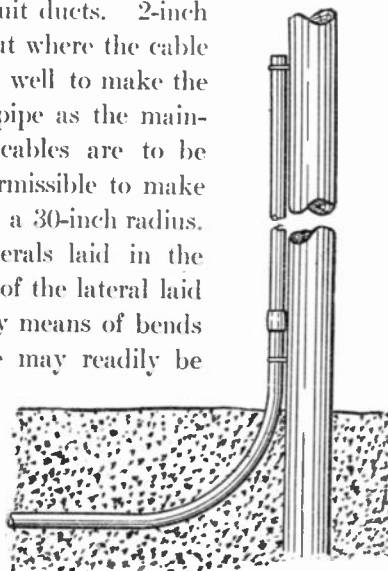 uit ducts. 2-inch
ut where the cable
well to make the
pipe as the main-
cables are to be
rmissible to make
a 30-inch radius.
erals laid in the
of the lateral laid
y means of bends
e may readily be